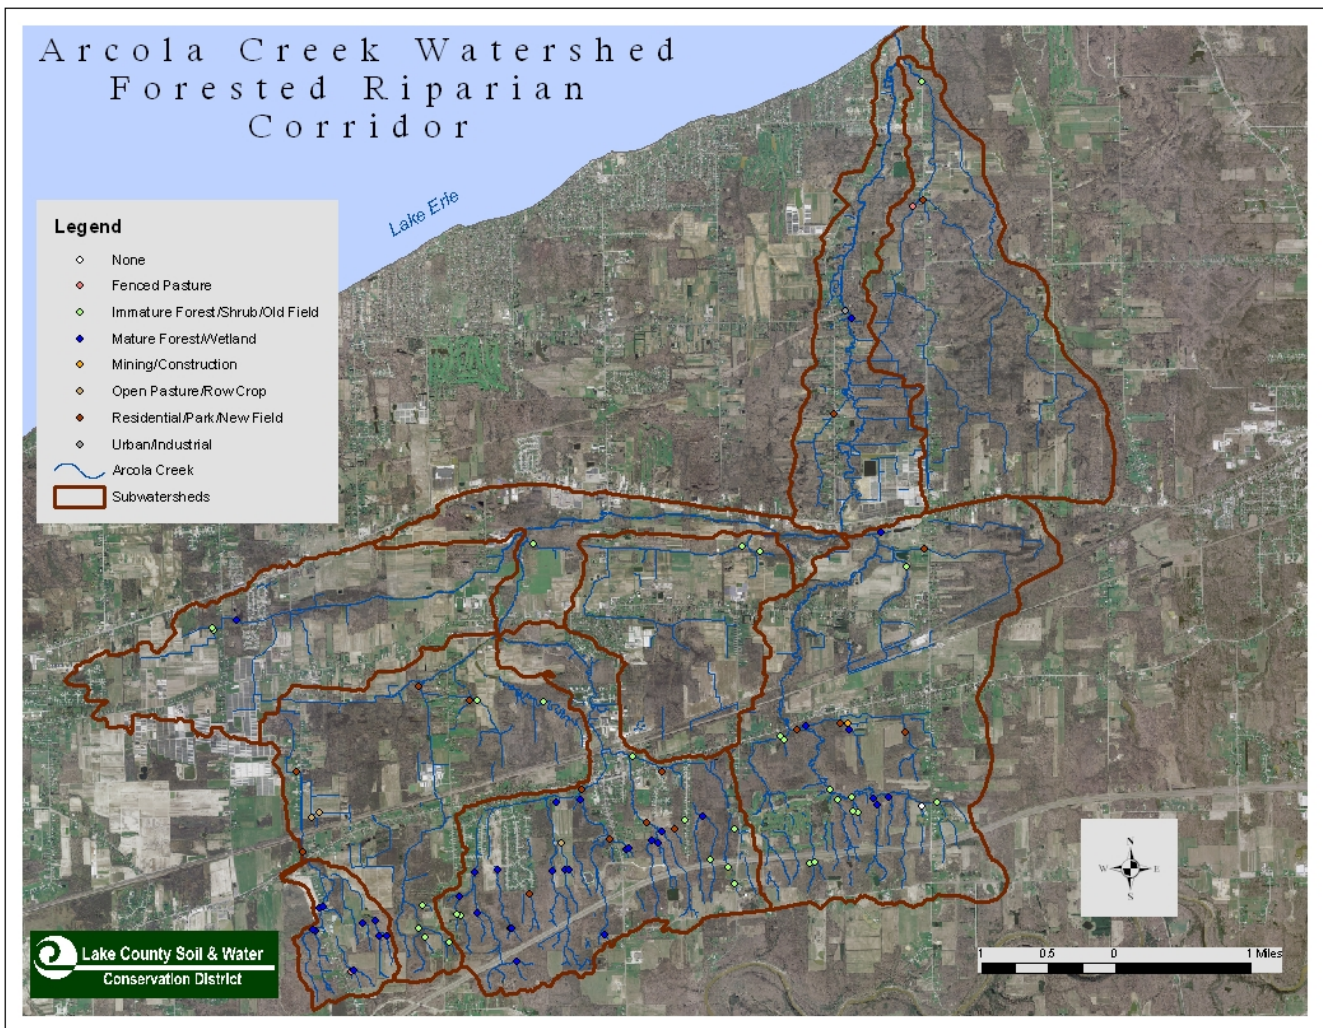 Arcola Creek Watershed
Forested Riparian
Corridor
Lake Erie
Legend
None
Fenced Pasture
Immature Forest/Shrub/Old Field
Mature Forest/Wetland
Mining/Construction
Open Pasture/Row Crop
Residential/Park/New Field
Urban/Industrial
Arcola Creek
Subwatersheds
N
W E
S
1 0.5 0 1 Miles
Lake County Soil & Water
Conservation District